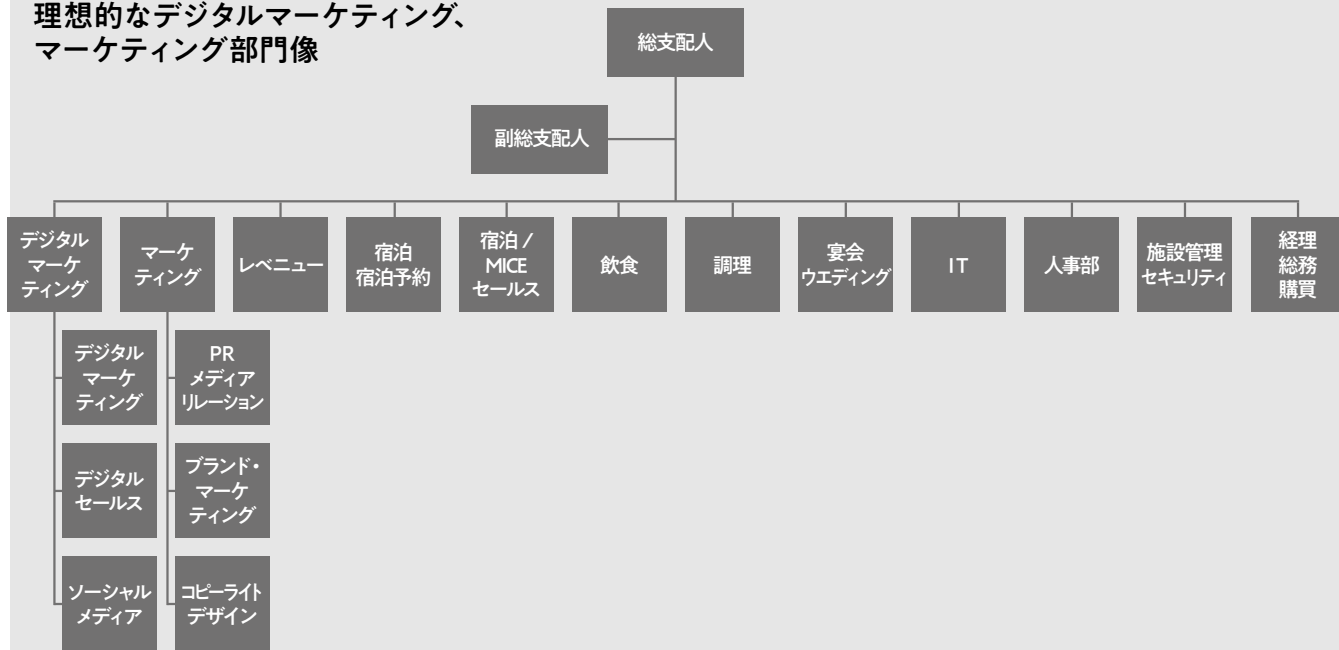 理想的なデジタルマーケティング、
マーケティング部門像
総支配人
副総支配人
デジタル
マーケ
ティング
マーケ
ティング
レベニュー
宿泊
宿泊予約
宿泊 /
MICE
セールス
飲食
調理
宴会
ウエディング
IT
人事部
施設管理
セキュリティ
経理
総務
購買
デジタル
マーケ
ティング
PR
メディア
リレーション
デジタル
セールス
ブランド・
マーケ
ティング
ソーシャル
メディア
コピーライト
デザイン